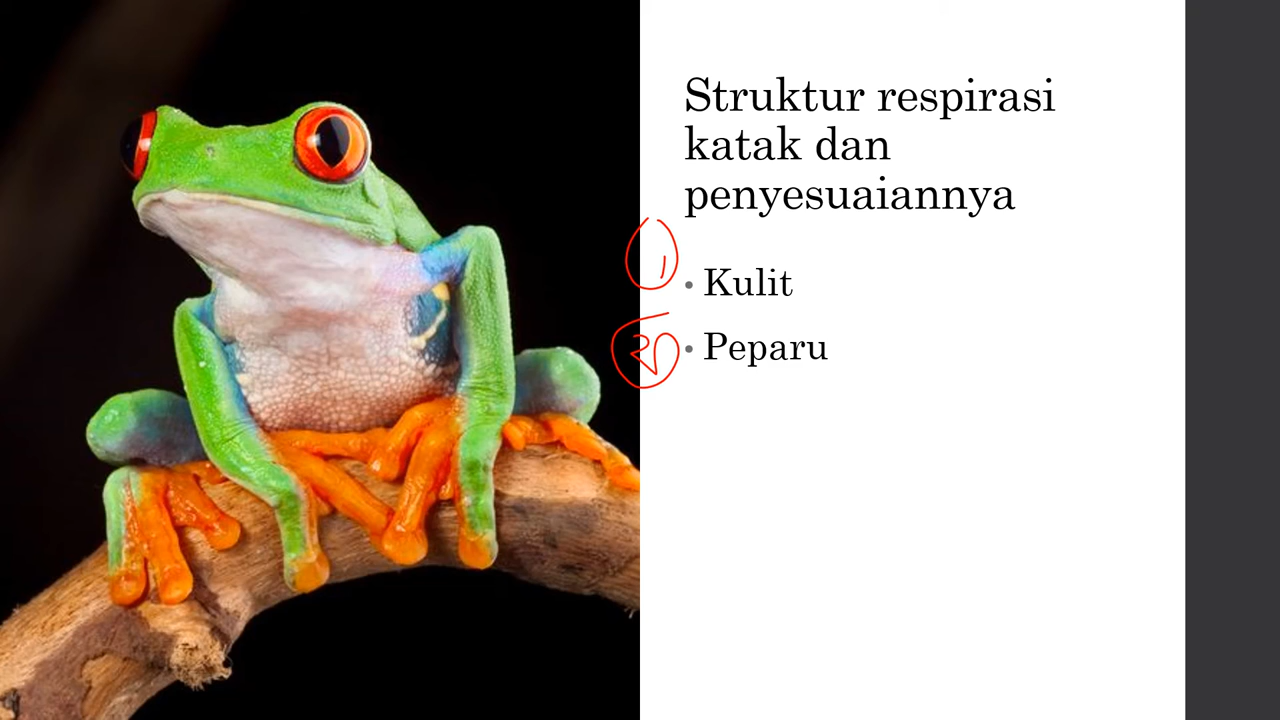 Struktur respirasi
katak dan
penyesuaiannya
1
• Kulit
2
• Peparu